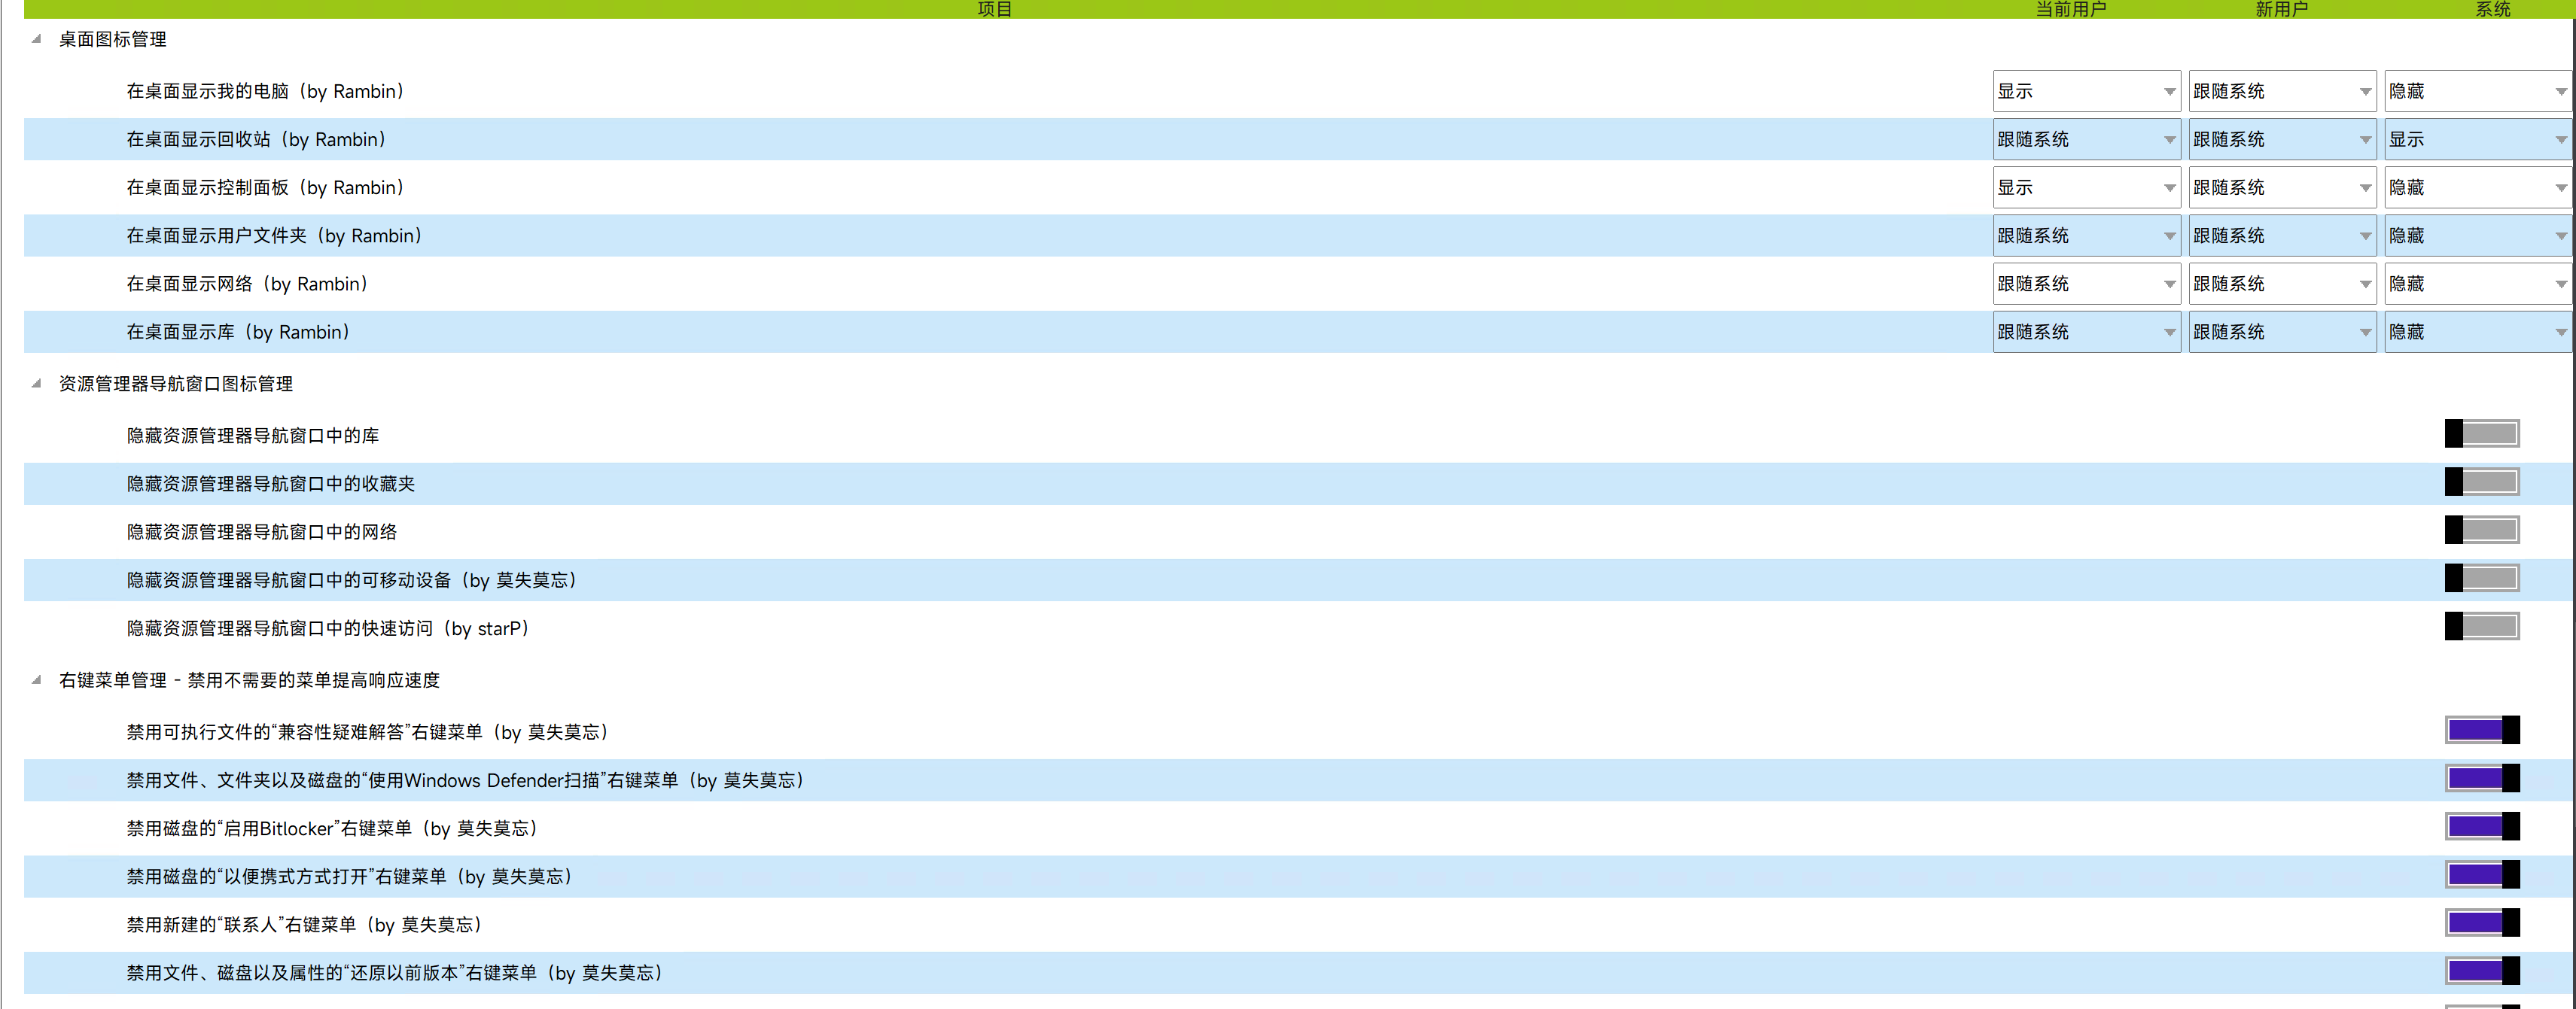 项目 当前用户 新用户 系统
桌面图标管理
在桌面显示我的电脑（by Rambin） 显示 跟随系统 隐藏
在桌面显示回收站（by Rambin） 跟随系统 跟随系统 显示
在桌面显示控制面板（by Rambin） 显示 跟随系统 隐藏
在桌面显示用户文件夹（by Rambin） 跟随系统 跟随系统 隐藏
在桌面显示网络（by Rambin） 跟随系统 跟随系统 隐藏
在桌面显示库（by Rambin） 跟随系统 跟随系统 隐藏
资源管理器导航窗口图标管理
隐藏资源管理器导航窗口中的库
隐藏资源管理器导航窗口中的收藏夹
隐藏资源管理器导航窗口中的网络
隐藏资源管理器导航窗口中的可移动设备（by 莫失莫忘）
隐藏资源管理器导航窗口中的快速访问（by starP）
右键菜单管理 - 禁用不需要的菜单提高响应速度
禁用可执行文件的“兼容性疑难解答”右键菜单（by 莫失莫忘）
禁用文件、文件夹以及磁盘的“使用Windows Defender扫描”右键菜单（by 莫失莫忘）
禁用磁盘的“启用Bitlocker”右键菜单（by 莫失莫忘）
禁用磁盘的“以便携式方式打开”右键菜单（by 莫失莫忘）
禁用新建的“联系人”右键菜单（by 莫失莫忘）
禁用文件、磁盘以及属性的“还原以前版本”右键菜单（by 莫失莫忘）